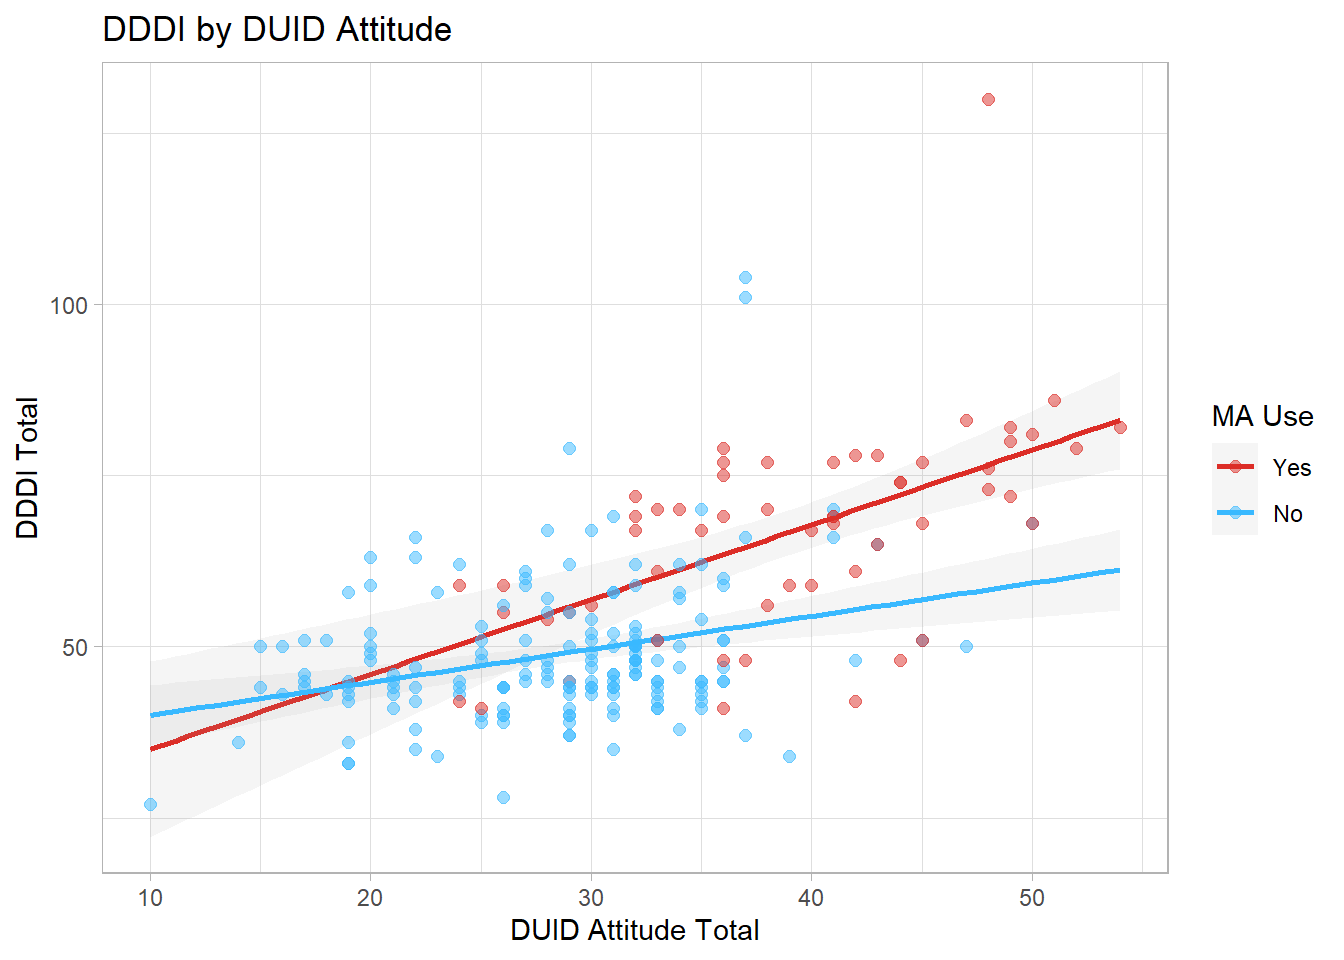 DDDI by DUID Attitude
100
50
DDDI Total
10 20 30 40 50
DUID Attitude Total
MA Use
Yes
No